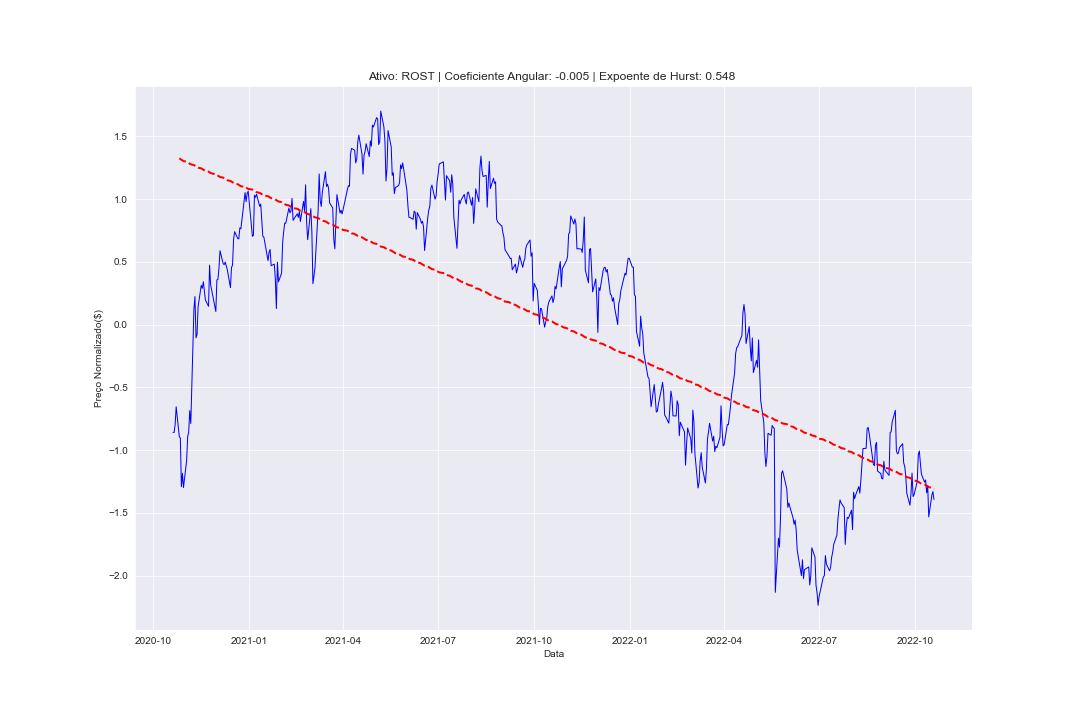 Ativo: ROST | Coeficiente Angular: -0.005 | Expoente de Hurst: 0.548
Preço Normalizado($)
1.5
1.0
0.5
0.0
−0.5
−1.0
−1.5
−2.0
2020-10 2021-01 2021-04 2021-07 2021-10 2022-01 2022-04 2022-07 2022-10
Data